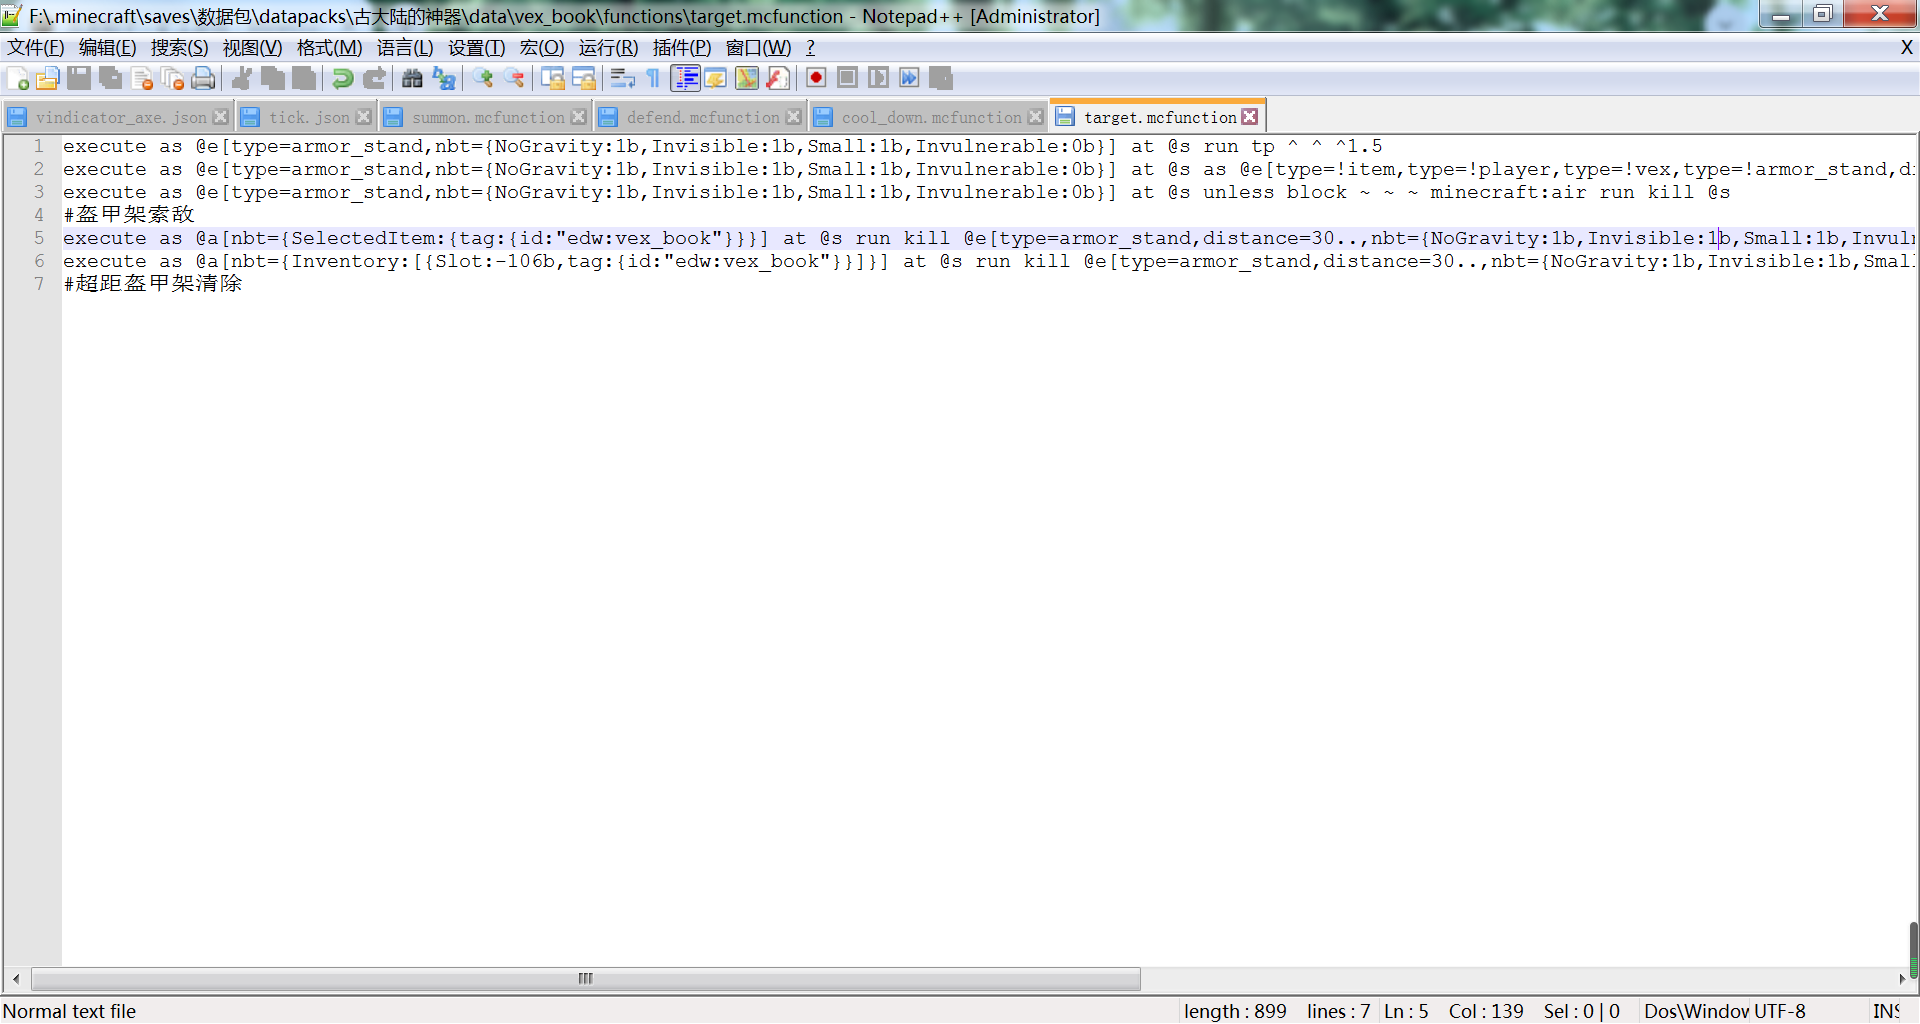 F:\.minecraft\saves\数据包\datapacks\古大陆的神器\data\vex_book\functions\target.mcfunction - Notepad++ [Administrator]
文件(F) 编辑(E) 搜索(S) 视图(V) 格式(M) 语言(L) 设置(T) 宏(O) 运行(R) 插件(P) 窗口(W) ? X
vindicator_axe.json tick.json summon.mcfunction defend.mcfunction cool_down.mcfunction target.mcfunction
1 execute as @e[type=armor_stand,nbt={NoGravity:1b,Invisible:1b,Small:1b,Invulnerable:0b}] at @s run tp ^ ^ ^1.5
2 execute as @e[type=armor_stand,nbt={NoGravity:1b,Invisible:1b,Small:1b,Invulnerable:0b}] at @s as @e[type=!item,type=!player,type=!vex,type=!armor_stand,di
3 execute as @e[type=armor_stand,nbt={NoGravity:1b,Invisible:1b,Small:1b,Invulnerable:0b}] at @s unless block ~ ~ ~ minecraft:air run kill @s
4 #盔甲架索敌
5 execute as @a[nbt={SelectedItem:{tag:{id:"edw:vex_book"}}}] at @s run kill @e[type=armor_stand,distance=30..,nbt={NoGravity:1b,Invisible:1b,Small:1b,Invuln
6 execute as @a[nbt={Inventory:[{Slot:-106b,tag:{id:"edw:vex_book"}}]}] at @s run kill @e[type=armor_stand,distance=30..,nbt={NoGravity:1b,Invisible:1b,Smal
7 #超距盔甲架清除
Normal text file length : 899 lines : 7 Ln : 5 Col : 139 Sel : 0 | 0 Dos\Window UTF-8 INS